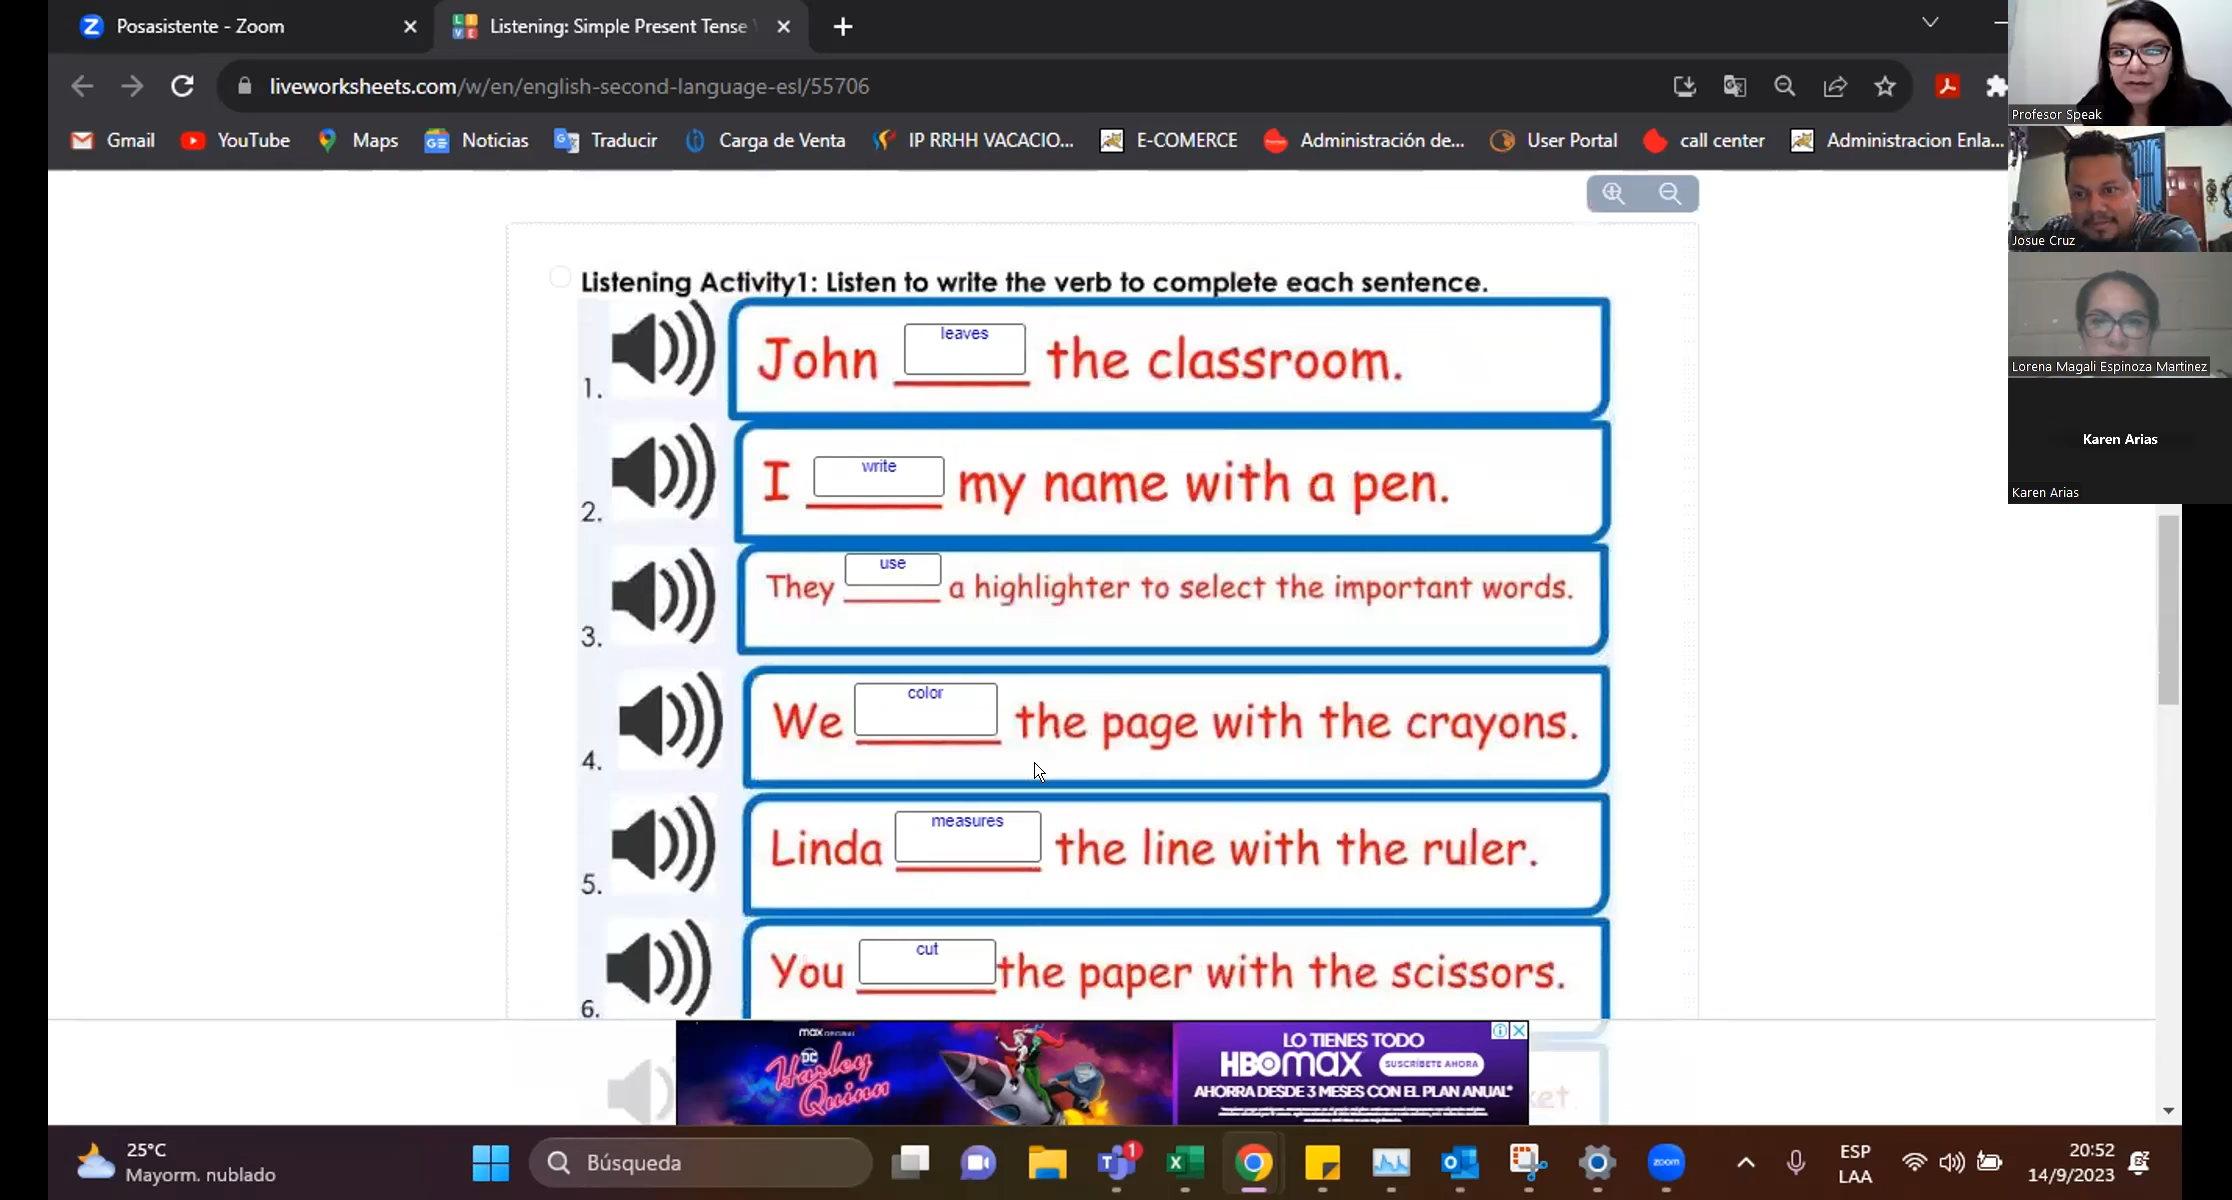 Posasistente - Zoom
Listening: Simple Present Tense
liveworksheets.com/w/en/english-second-language-esl/55706
Gmail YouTube Maps Noticias Traducir Carga de Venta IP RRHH VACACIO... E-COMERCE Administración de... User Portal call center Administracion Enla...
Profesor Speak
Josue Cruz
Lorena Magali Espinoza Martinez
Karen Arias
Karen Arias
Listening Activity1: Listen to write the verb to complete each sentence.
1. John leaves the classroom.
2. I write my name with a pen.
3. They use a highlighter to select the important words.
4. We color the page with the crayons.
5. Linda measures the line with the ruler.
6. You cut the paper with the scissors.
max ORIGINAL
DC
Harley Quinn
LO TIENES TODO
HBOmax SUSCRÍBETE AHORA
AHORRA DESDE 3 MESES CON EL PLAN ANUAL*
25°C
Mayorm. nublado
Búsqueda
1
zoom
ESP
LAA
20:52
14/9/2023